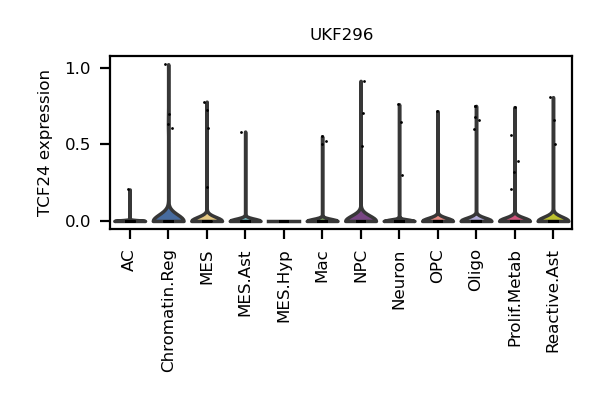 UKF296
TCF24 expression
1.0
0.5
0.0
AC
Chromatin.Reg
MES
MES.Ast
MES.Hyp
Mac
NPC
Neuron
OPC
Oligo
Prolif.Metab
Reactive.Ast